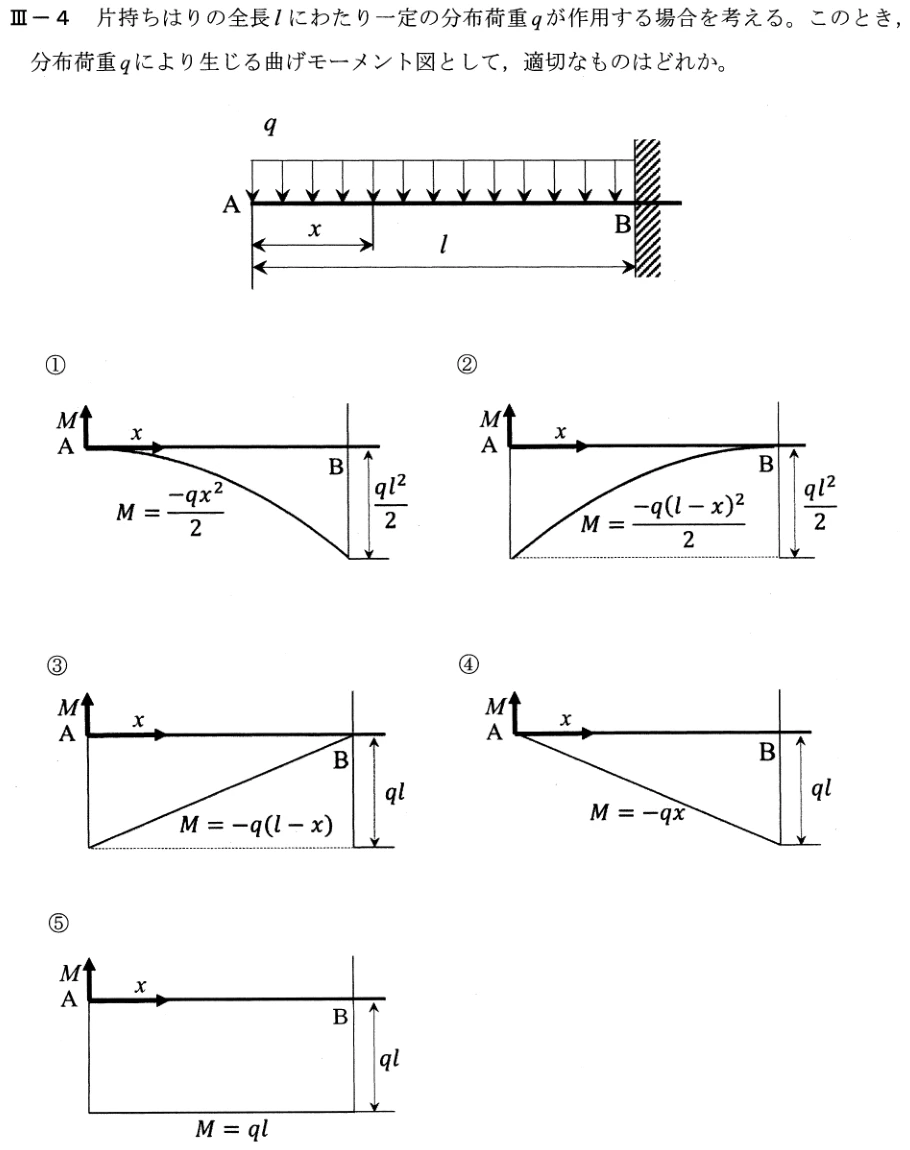 Ⅲ－4　片持ちはりの全長lにわたり一定の分布荷重qが作用する場合を考える。このとき，
分布荷重qにより生じる曲げモーメント図として，適切なものはどれか。
q
A
B
x
l
①
M
A
x
B
M = -qx²/2
ql²/2
②
M
A
x
B
M = -q(l − x)²/2
ql²/2
③
M
A
x
B
M = −q(l − x)
ql
④
M
A
x
B
M = −qx
ql
⑤
M
A
x
B
ql
M = ql